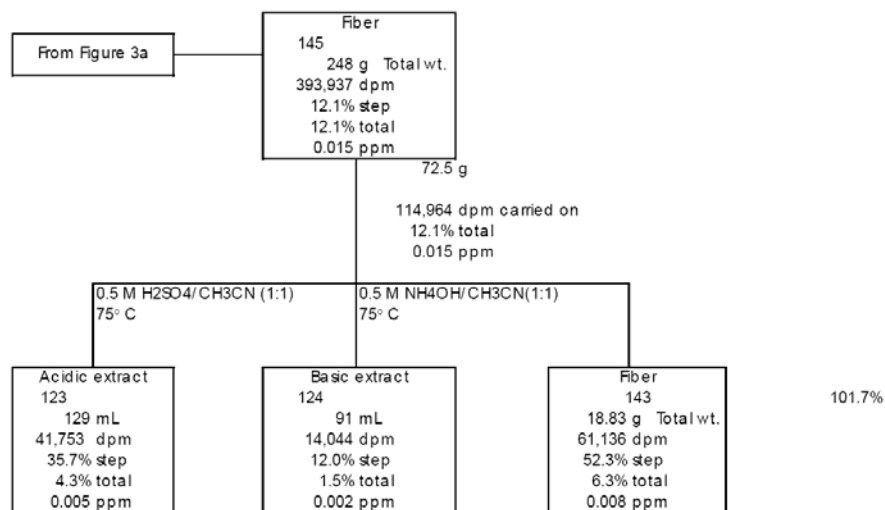 From Figure 3a
Fiber
145
248 g Total wt.
393,937 dpm
12.1% step
12.1% total
0.015 ppm
72.5 g
114,964 dpm carried on
12.1% total
0.015 ppm
0.5 M H2SO4/CH3CN (1:1)
75° C
0.5 M NH4OH/CH3CN(1:1)
75° C
Acidic extract
123
129 mL
41,753 dpm
35.7% step
4.3% total
0.005 ppm
Basic extract
124
91 mL
14,044 dpm
12.0% step
1.5% total
0.002 ppm
Fiber
143
18.83 g Total wt.
61,136 dpm
52.3% step
6.3% total
0.008 ppm
101.7%